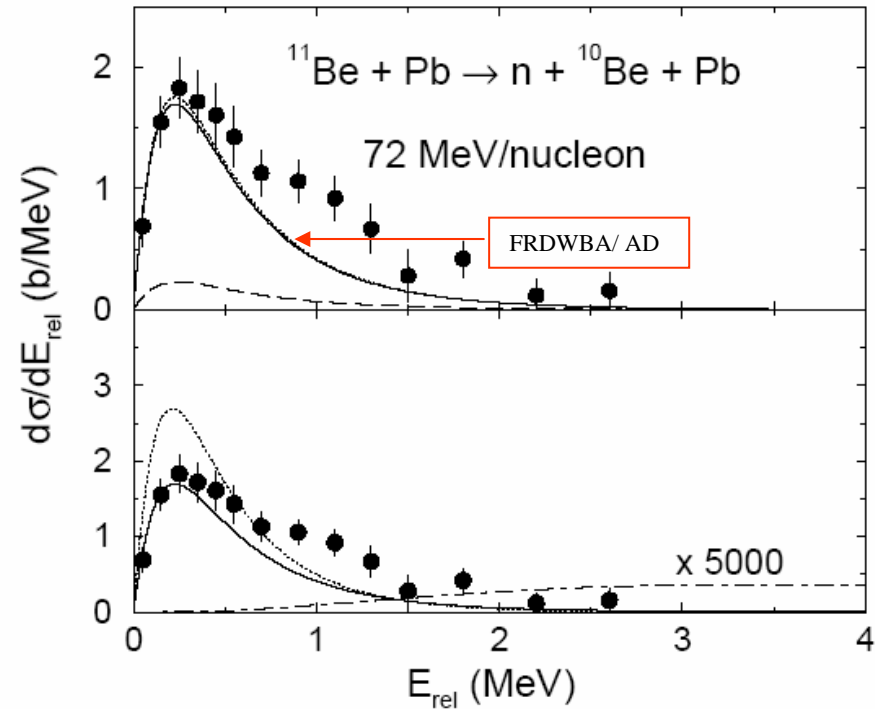 ¹¹Be + Pb → n + ¹⁰Be + Pb
72 MeV/nucleon
FRDWBA/ AD
dσ/dE_rel (b/MeV)
2
1
0
3
2
1
0
x 5000
0 1 2 3 4
E_rel (MeV)